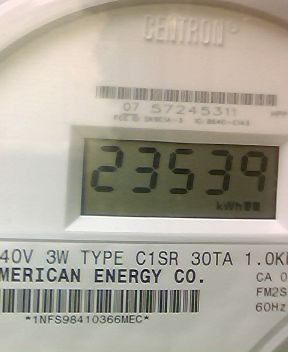 CENTRON®
07 57245311
23539
kWh
40V 3W TYPE C1SR 30TA 1.0K
MERICAN ENERGY CO.
CA 0
FM2S
60Hz
*1NFS98410366MEC*